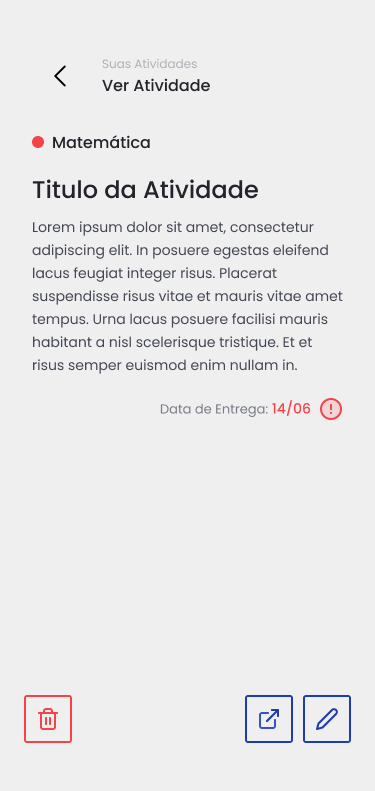 Suas Atividades
Ver Atividade
Matemática
Titulo da Atividade
Lorem ipsum dolor sit amet, consectetur
adipiscing elit. In posuere egestas eleifend
lacus feugiat integer risus. Placerat
suspendisse risus vitae et mauris vitae amet
tempus. Urna lacus posuere facilisi mauris
habitant a nisl scelerisque tristique. Et et
risus semper euismod enim nullam in.
Data de Entrega: 14/06